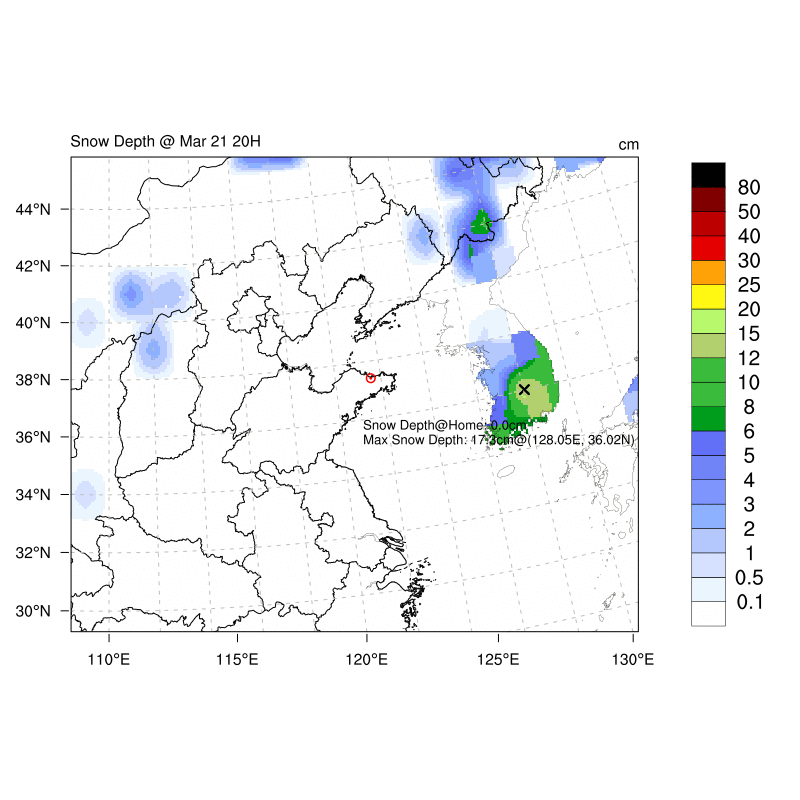 Snow Depth @ Mar 21 20H
cm
44°N
42°N
40°N
38°N
36°N
34°N
32°N
30°N
110°E
115°E
120°E
125°E
130°E
Snow Depth@Home: 0.0cm
Max Snow Depth: 17.3cm@(128.05E, 36.02N)
80
50
40
30
25
20
15
12
10
8
6
5
4
3
2
1
0.5
0.1